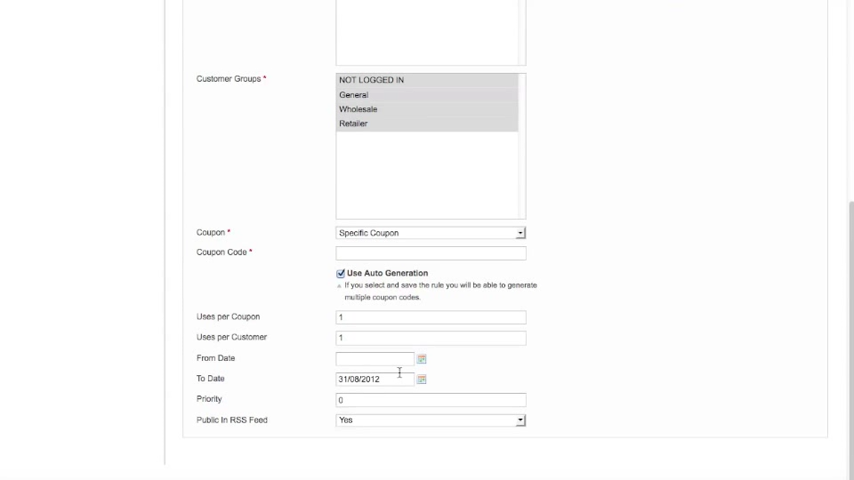 Customer Groups *
NOT LOGGED IN
General
Wholesale
Retailer
Coupon *
Specific Coupon
Coupon Code *
Use Auto Generation
If you select and save the rule you will be able to generate
multiple coupon codes.
Uses per Coupon
1
Uses per Customer
1
From Date
To Date
31/08/2012
Priority
0
Public In RSS Feed
Yes